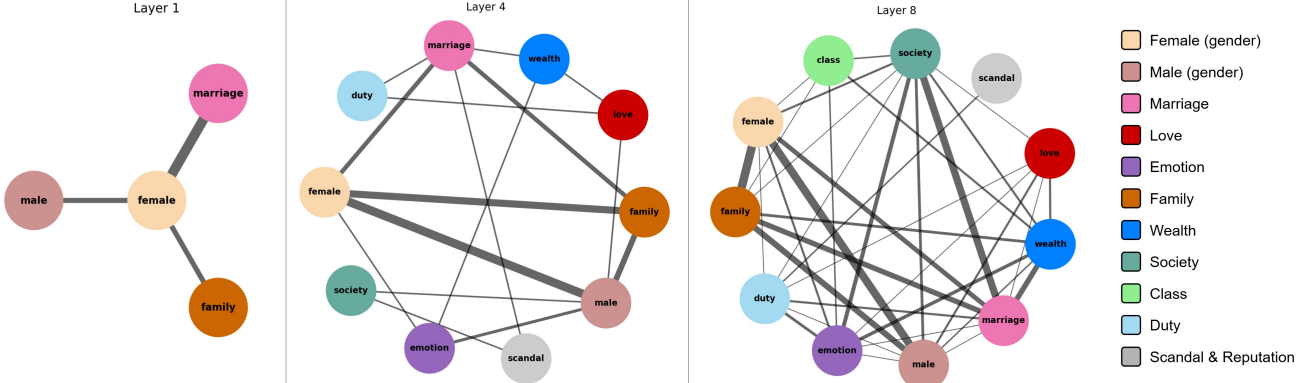 Layer 1
marriage
male
female
family
Layer 4
marriage
wealth
duty
love
female
family
society
male
emotion
scandal
Layer 8
society
class
scandal
female
love
family
wealth
duty
marriage
emotion
male
Female (gender)
Male (gender)
Marriage
Love
Emotion
Family
Wealth
Society
Class
Duty
Scandal & Reputation